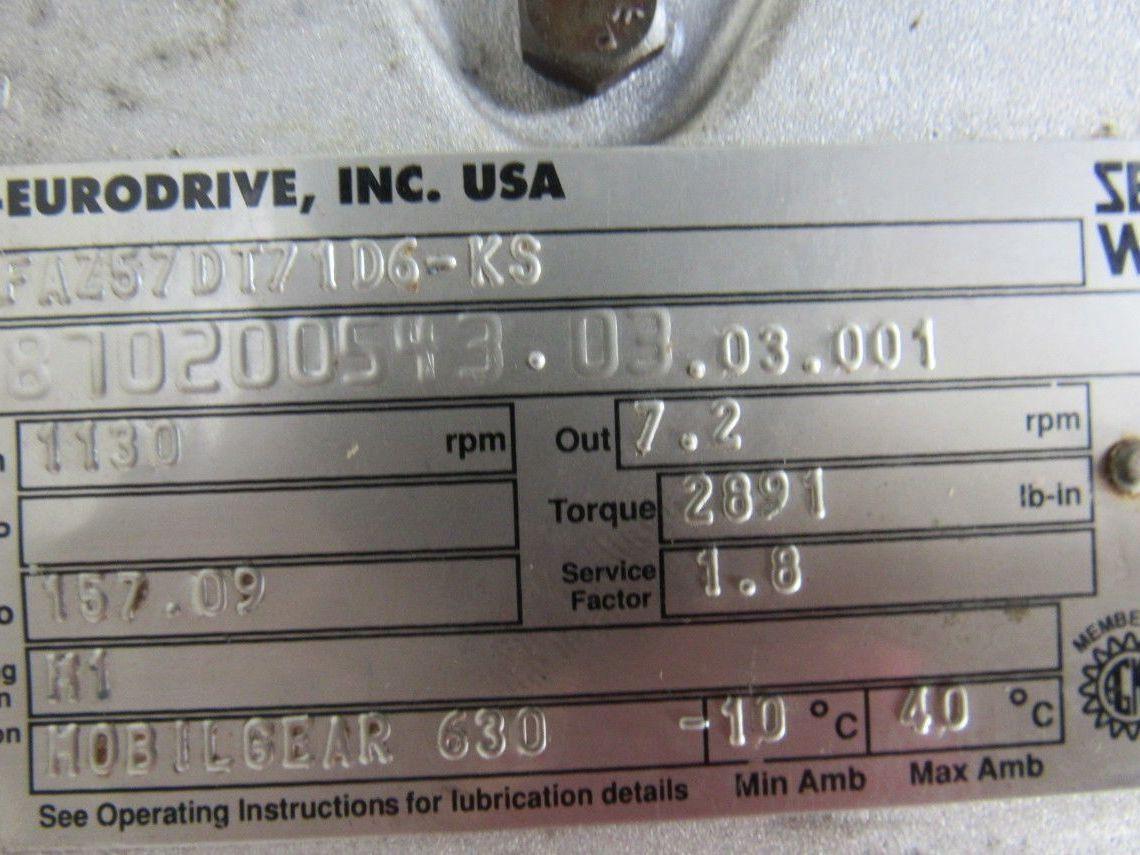 -EURODRIVE, INC. USA
SE
W
FAZ57DT71D6-KS
870200543.03.03.001
1130 rpm Out 7.2 rpm
Torque 2891 lb-in
157.09 Service Factor 1.8
M1
MOBILGEAR 630 -10 °C 40 °C
See Operating Instructions for lubrication details Min Amb Max Amb
MEMBE